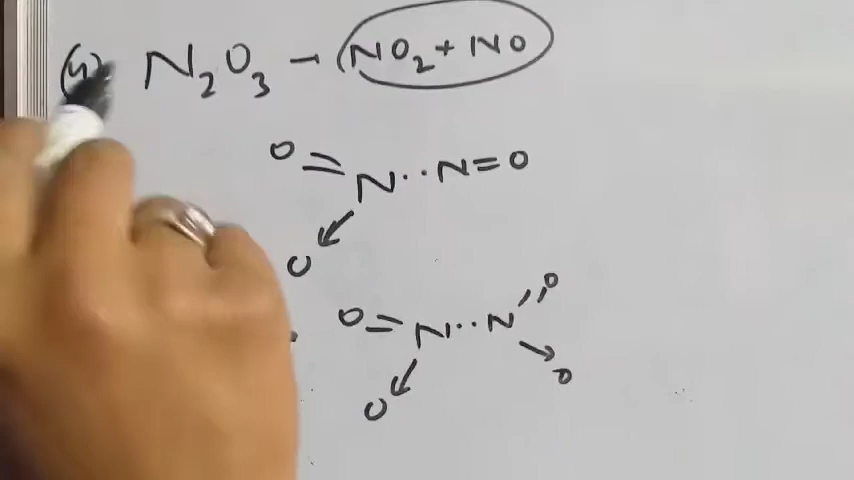 (4) N₂O₃ → NO₂ + NO
O = N · · N = O
↙
O
O = N · · N = O
↙ ↘
O O